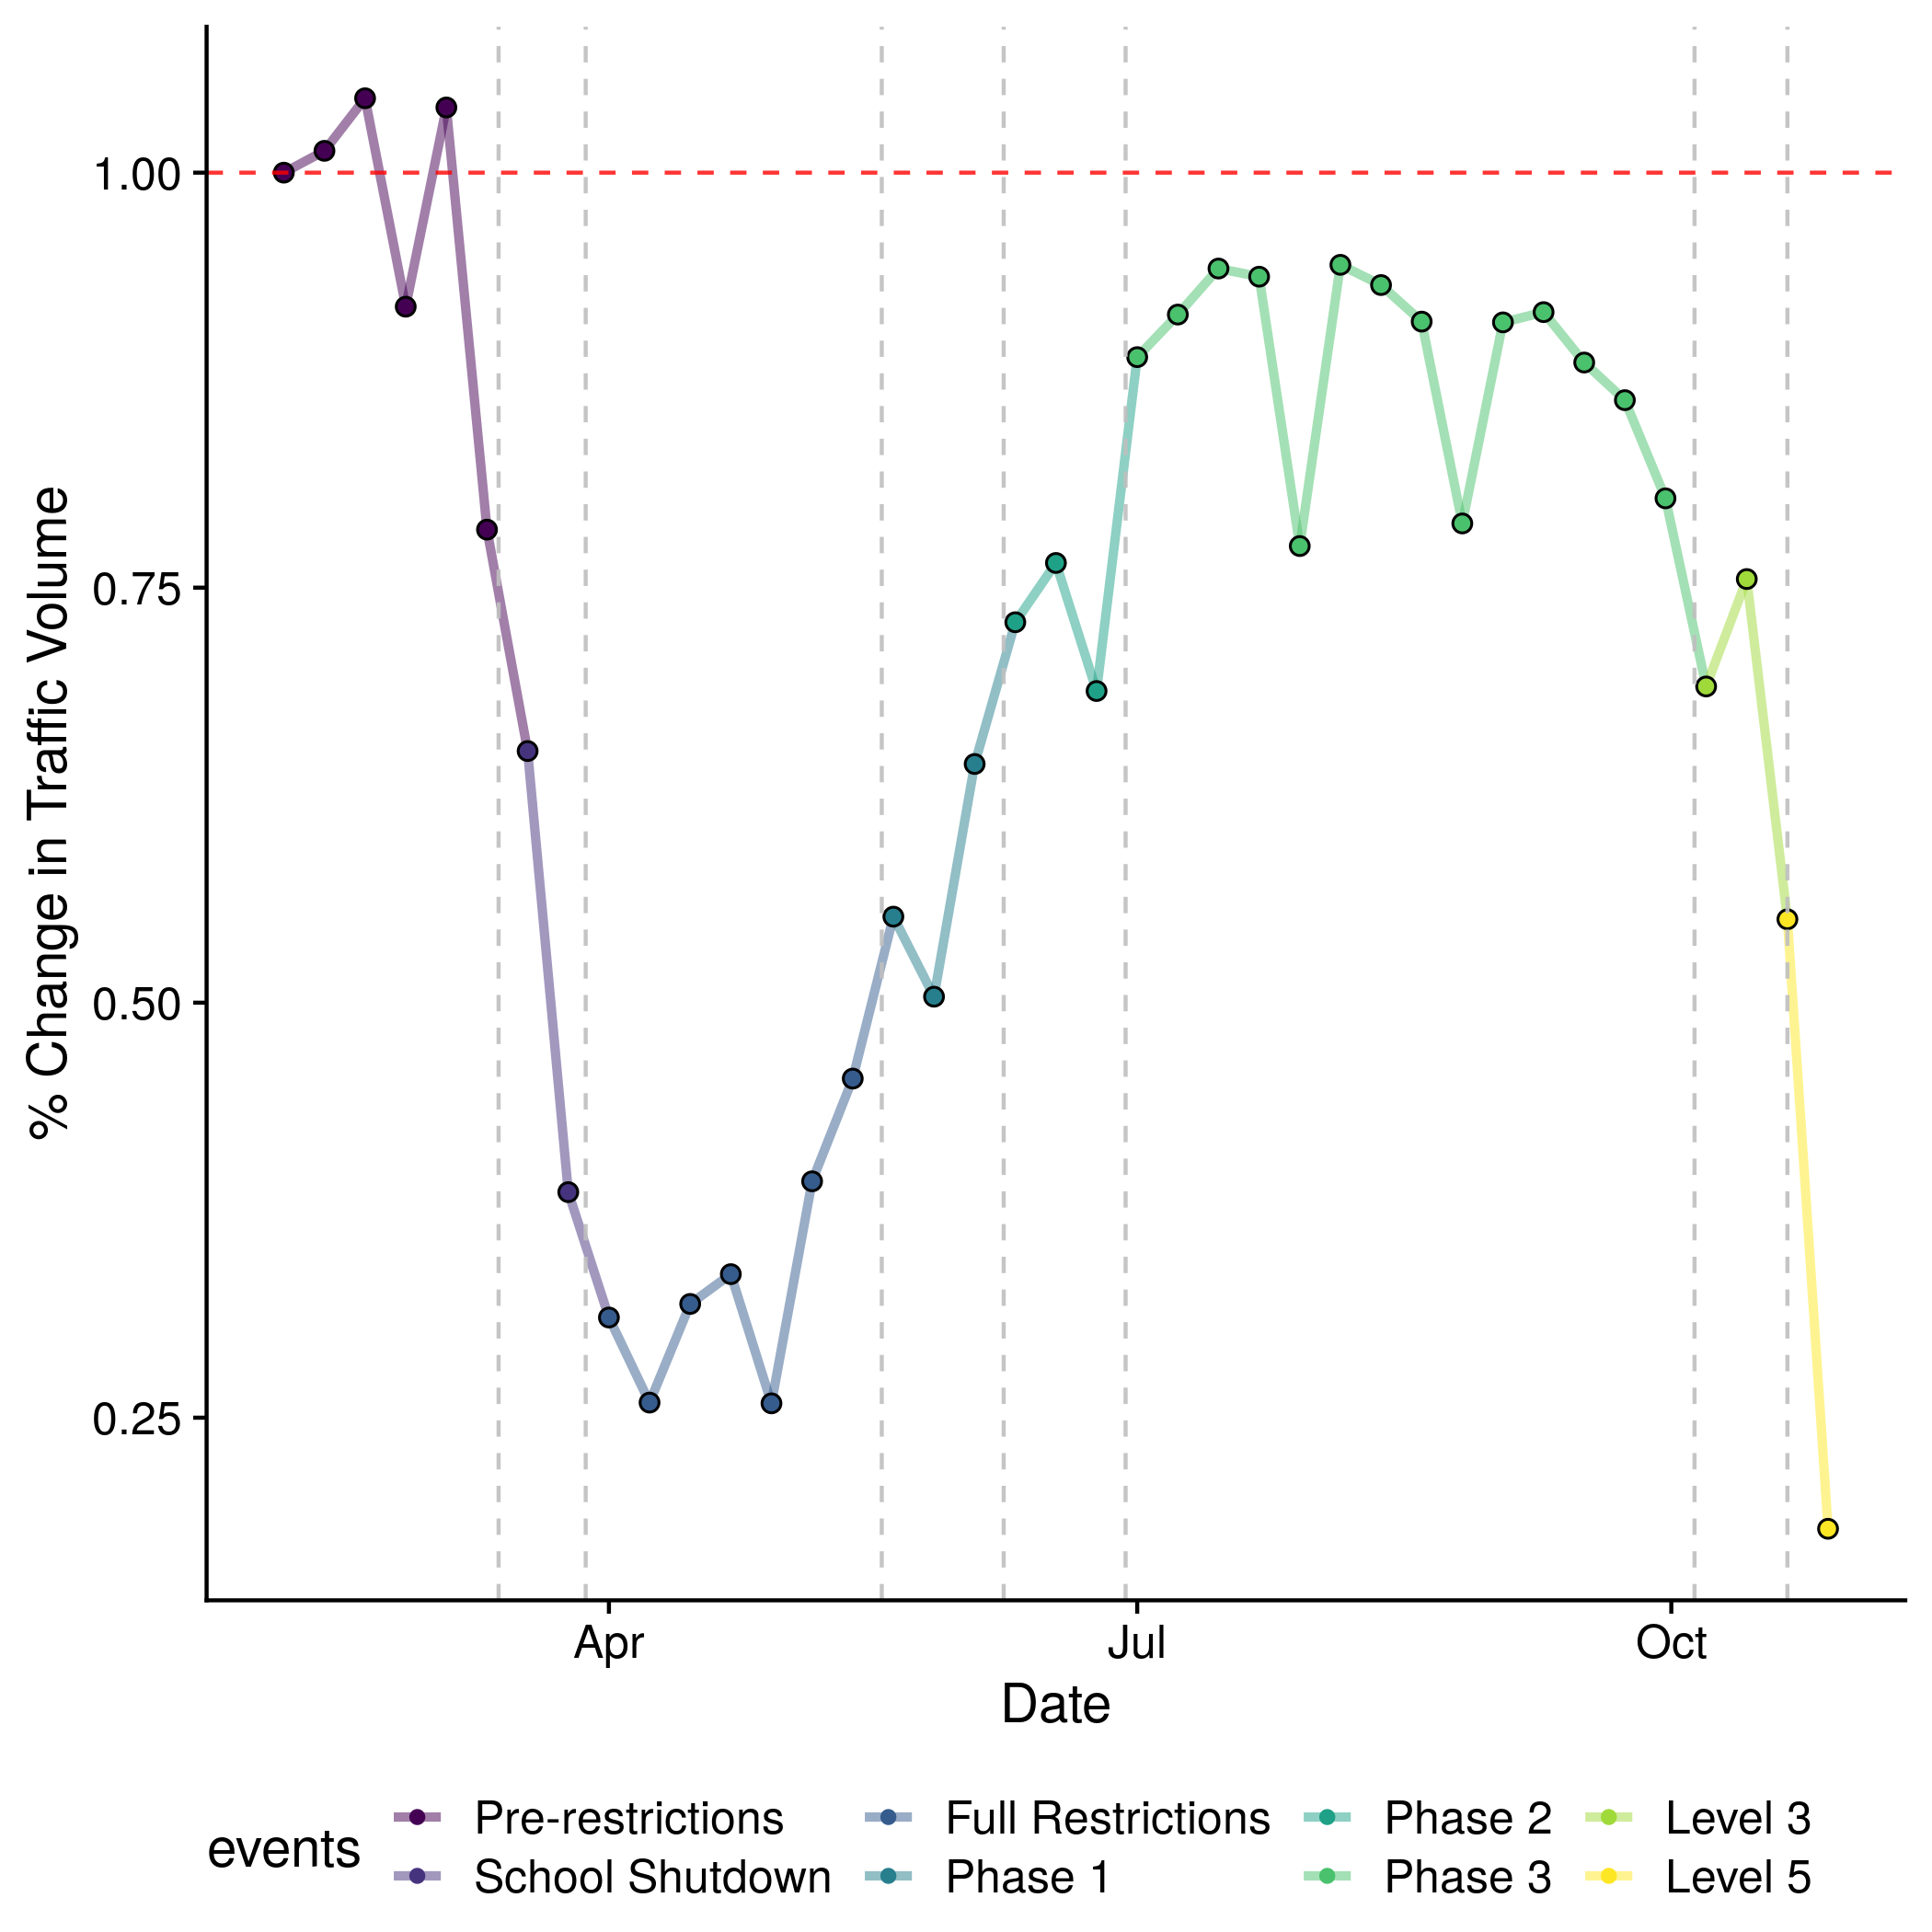 % Change in Traffic Volume
1.00
0.75
0.50
0.25
Apr
Jul
Oct
Date
events
Pre-restrictions
School Shutdown
Full Restrictions
Phase 1
Phase 2
Phase 3
Level 3
Level 5